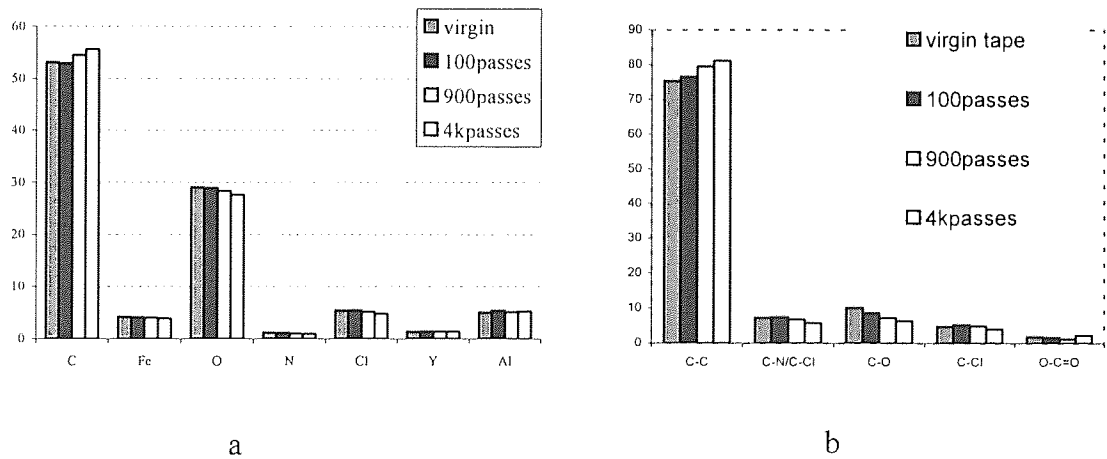 60
50
40
30
20
10
0
C Fe O N Cl Y Al
virgin
100passes
900passes
4kpasses
a
90
80
70
60
50
40
30
20
10
0
C-C C-N/C-Cl C-O C-Cl O-C=O
virgin tape
100passes
900passes
4kpasses
b